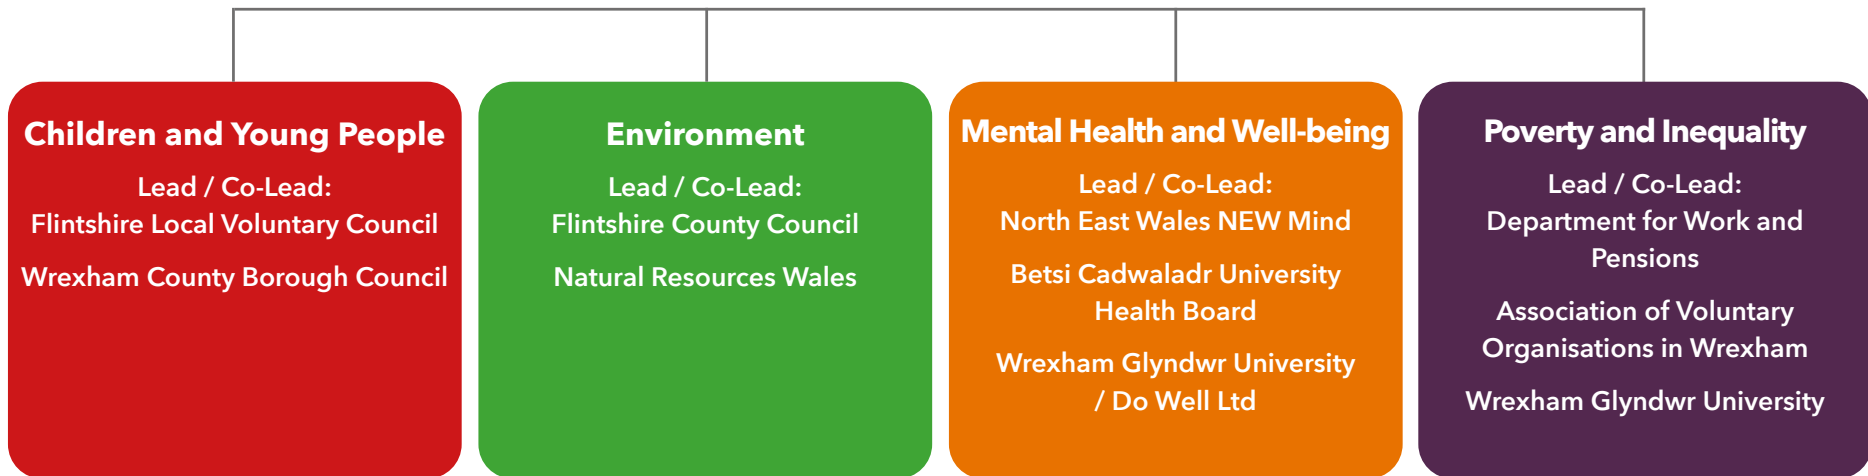 Children and Young People
Lead / Co-Lead:
Flintshire Local Voluntary Council
Wrexham County Borough Council
Environment
Lead / Co-Lead:
Flintshire County Council
Natural Resources Wales
Mental Health and Well-being
Lead / Co-Lead:
North East Wales NEW Mind
Betsi Cadwaladr University
Health Board
Wrexham Glyndwr University
/ Do Well Ltd
Poverty and Inequality
Lead / Co-Lead:
Department for Work and
Pensions
Association of Voluntary
Organisations in Wrexham
Wrexham Glyndwr University